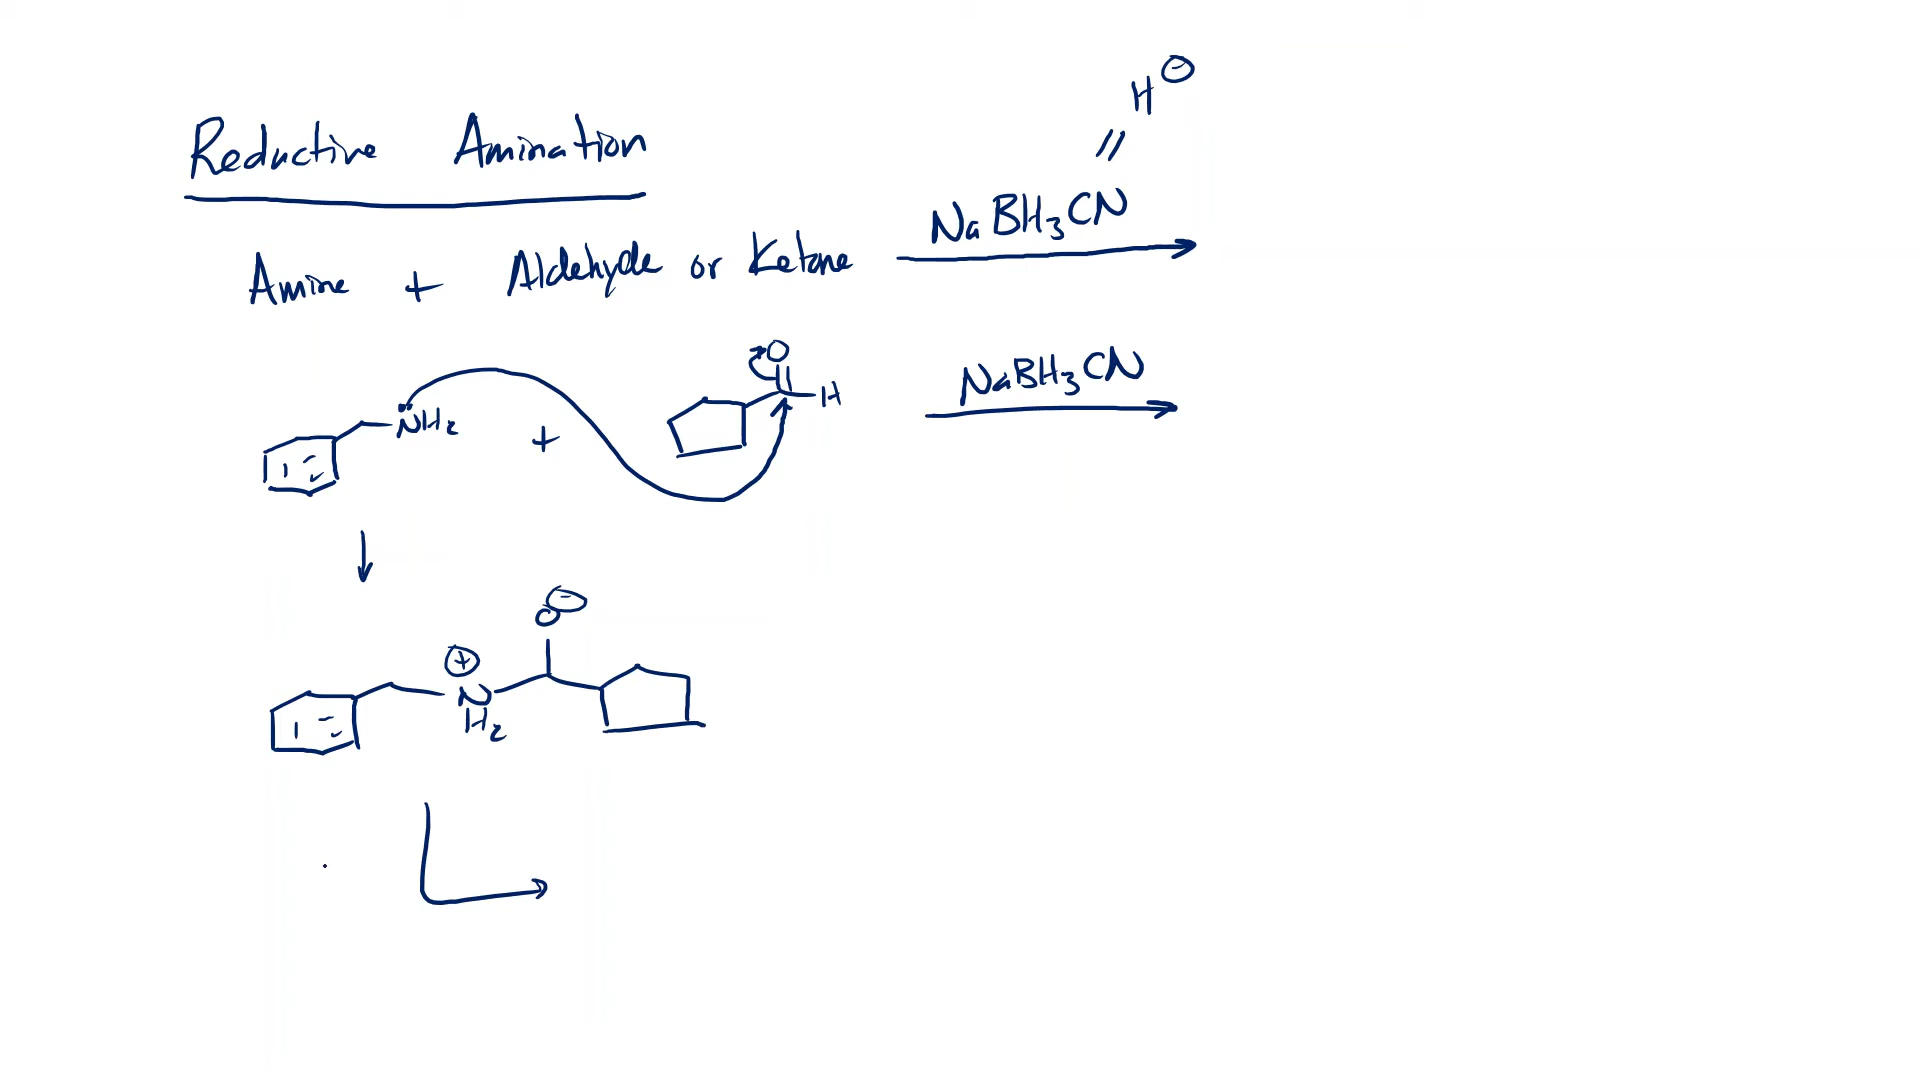 H⊖
Reductive Amination
//
NaBH₃CN
Amine + Aldehyde or Ketone
O
H
NaBH₃CN
NH₂ +
O⊖
⊕
N
H₂